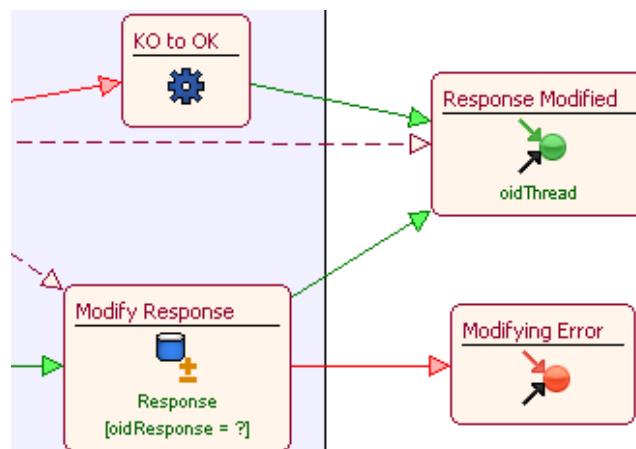 KO to OK
Response Modified
oidThread
Modify Response
Response
[oidResponse = ?]
Modifying Error